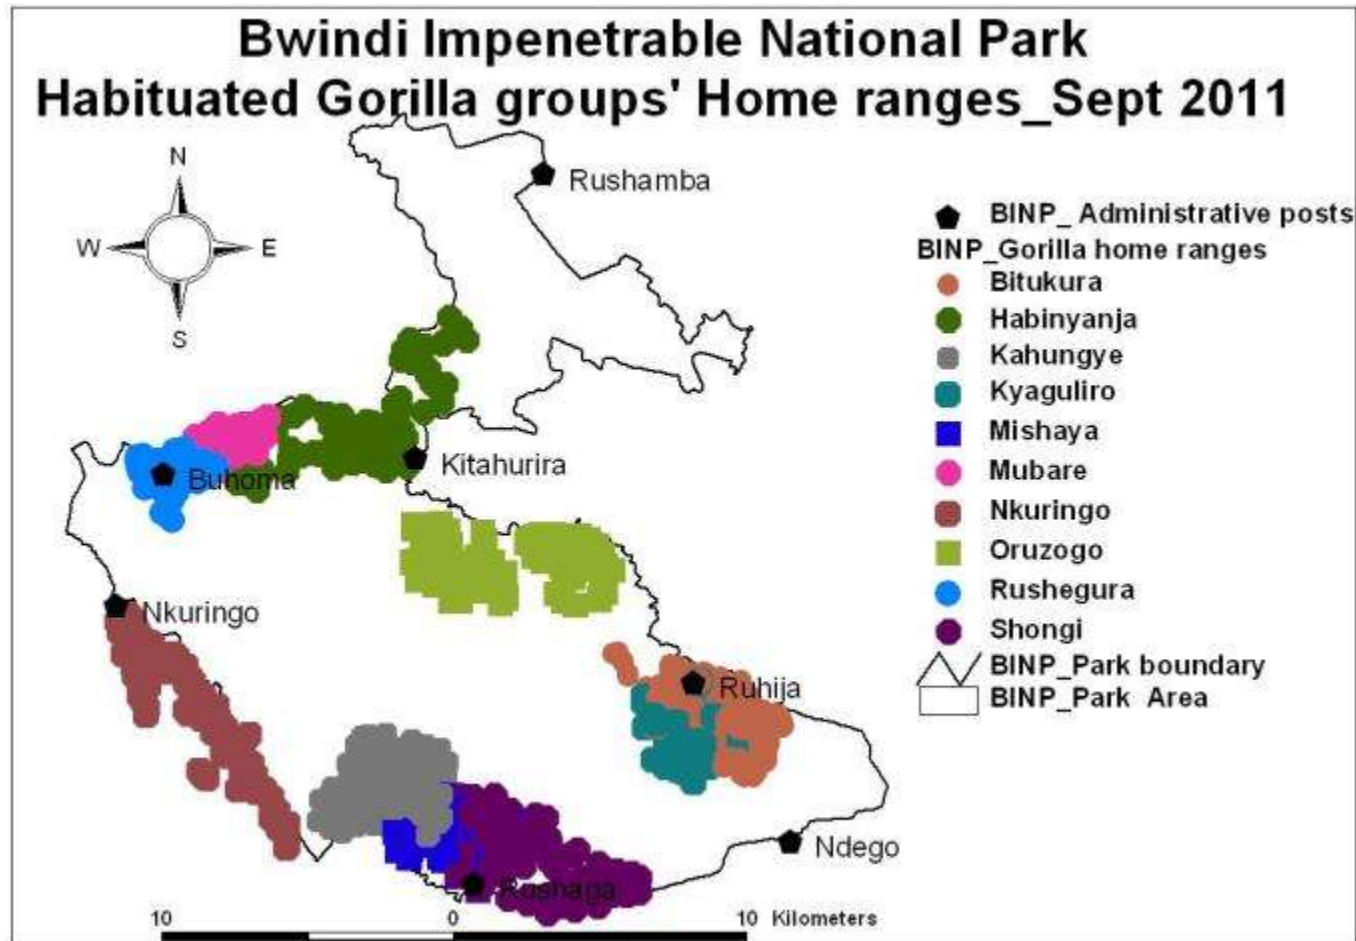 Bwindi Impenetrable National Park
Habituated Gorilla groups' Home ranges_Sept 2011
N
W
E
S
Rushamba
Kitahurira
Buhoma
Nkuringo
Ruhija
Ndego
Rushaga
BINP_ Administrative posts
BINP_Gorilla home ranges
Bitukura
Habinyanja
Kahungye
Kyaguliro
Mishaya
Mubare
Nkuringo
Oruzogo
Rushegura
Shongi
BINP_Park boundary
BINP_Park Area
10 0 10 Kilometers